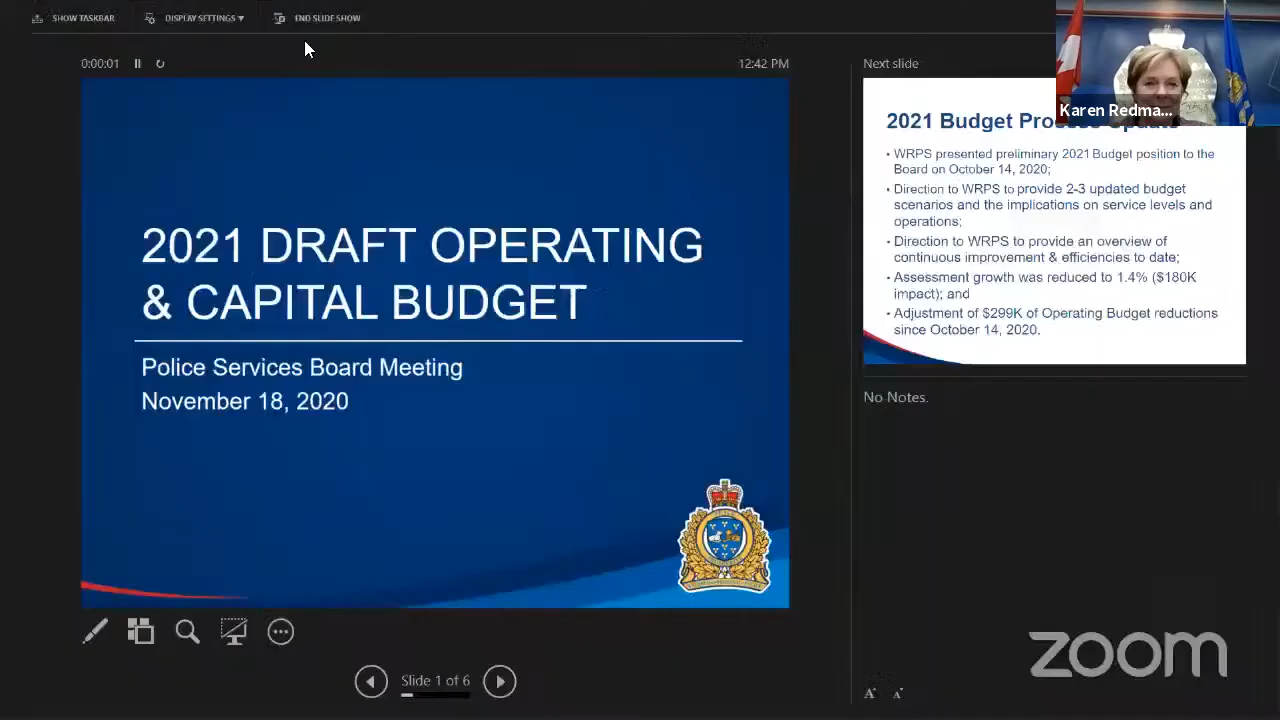 SHOW TASKBAR
DISPLAY SETTINGS ▼
END SLIDE SHOW
0:00:01
12:42 PM
2021 DRAFT OPERATING
& CAPITAL BUDGET
Police Services Board Meeting
November 18, 2020
Slide 1 of 6
Next slide
Karen Redma...
2021 Budget Process Update
• WRPS presented preliminary 2021 Budget position to the
Board on October 14, 2020;
• Direction to WRPS to provide 2-3 updated budget
scenarios and the implications on service levels and
operations;
• Direction to WRPS to provide an overview of
continuous improvement & efficiencies to date;
• Assessment growth was reduced to 1.4% ($180K
impact); and
• Adjustment of $299K of Operating Budget reductions
since October 14, 2020.
No Notes.
A A
zoom